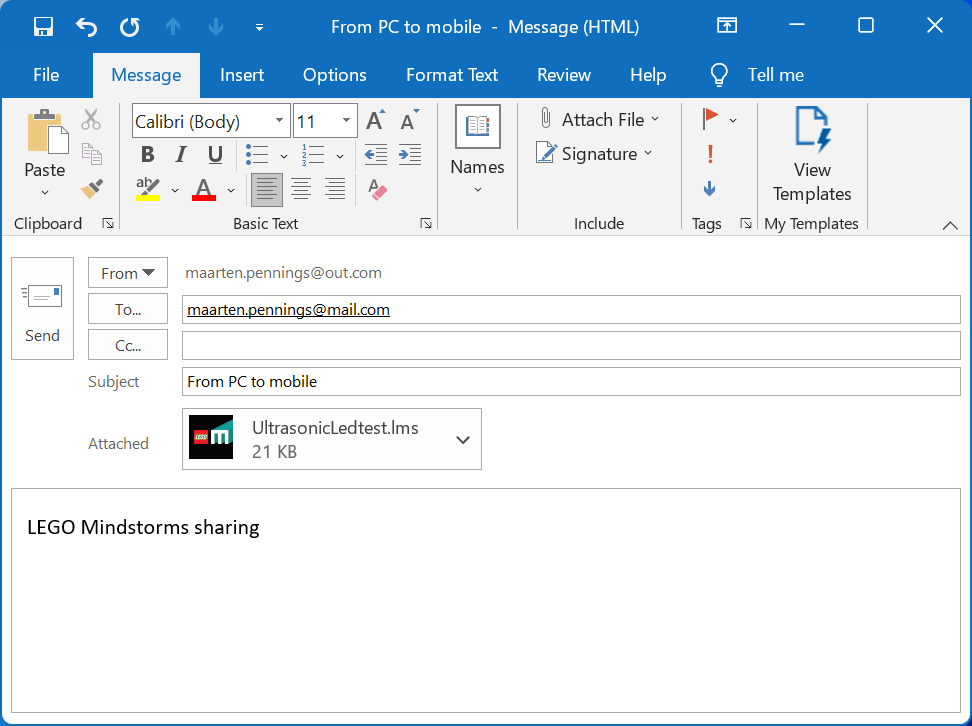 From PC to mobile - Message (HTML)
File Message Insert Options Format Text Review Help Tell me
Calibri (Body) 11
Paste
B I U
ab A
Clipboard
Basic Text
Names
Attach File
Signature
Include
Tags
View
Templates
My Templates
Send
From maarten.pennings@out.com
To... maarten.pennings@mail.com
Cc...
Subject From PC to mobile
Attached
LEGO m
UltrasonicLedtest.lms
21 KB
LEGO Mindstorms sharing